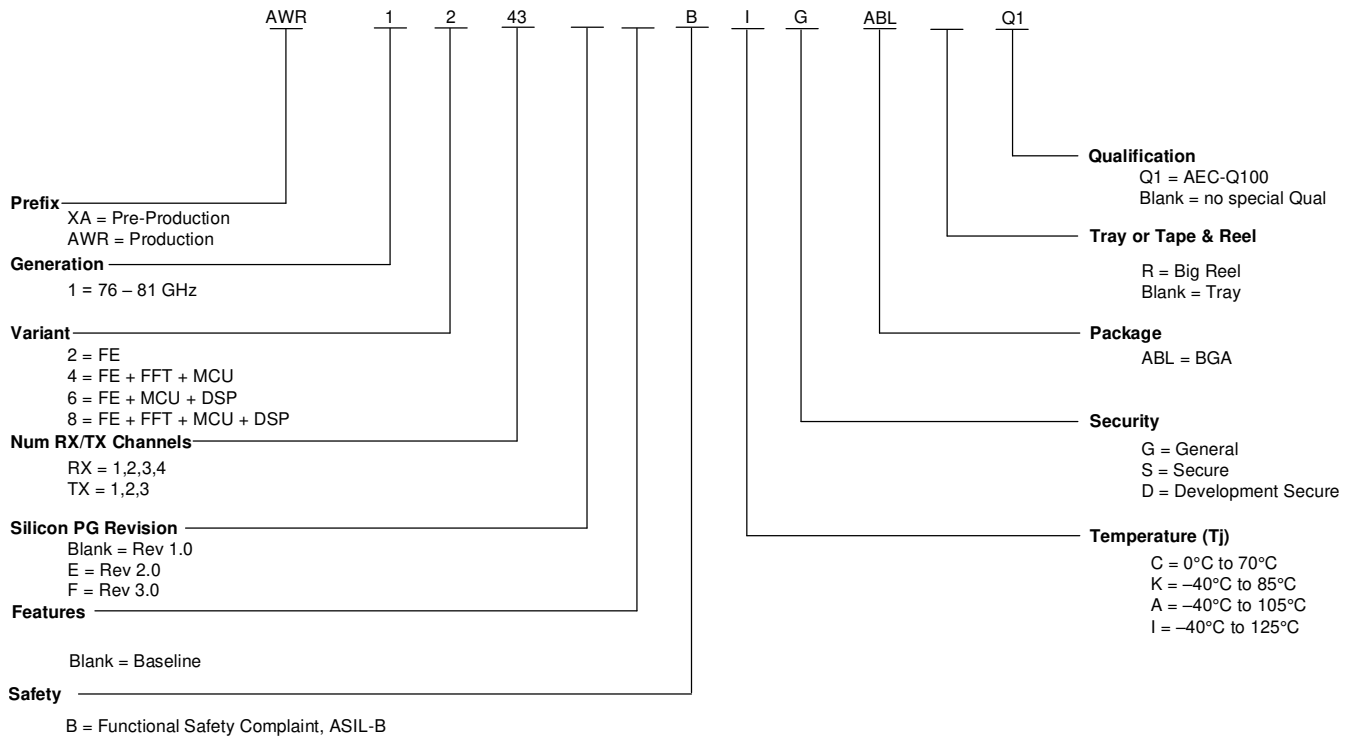 AWR 1 2 43 B I G ABL Q1
Prefix
XA = Pre-Production
AWR = Production
Generation
1 = 76 – 81 GHz
Variant
2 = FE
4 = FE + FFT + MCU
6 = FE + MCU + DSP
8 = FE + FFT + MCU + DSP
Num RX/TX Channels
RX = 1,2,3,4
TX = 1,2,3
Silicon PG Revision
Blank = Rev 1.0
E = Rev 2.0
F = Rev 3.0
Features
Blank = Baseline
Safety
B = Functional Safety Complaint, ASIL-B
Qualification
Q1 = AEC-Q100
Blank = no special Qual
Tray or Tape & Reel
R = Big Reel
Blank = Tray
Package
ABL = BGA
Security
G = General
S = Secure
D = Development Secure
Temperature (Tj)
C = 0°C to 70°C
K = –40°C to 85°C
A = –40°C to 105°C
I = –40°C to 125°C